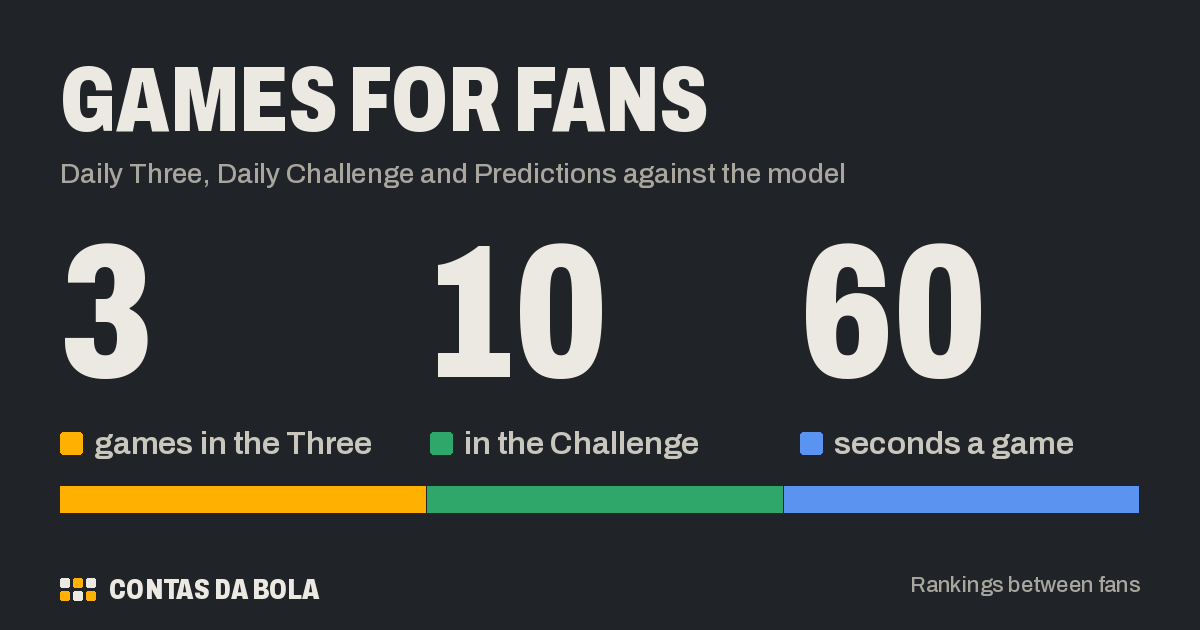 GAMES FOR FANS
Daily Three, Daily Challenge and Predictions against the model
3 10 60
games in the Three in the Challenge seconds a game
CONTAS DA BOLA
Rankings between fans